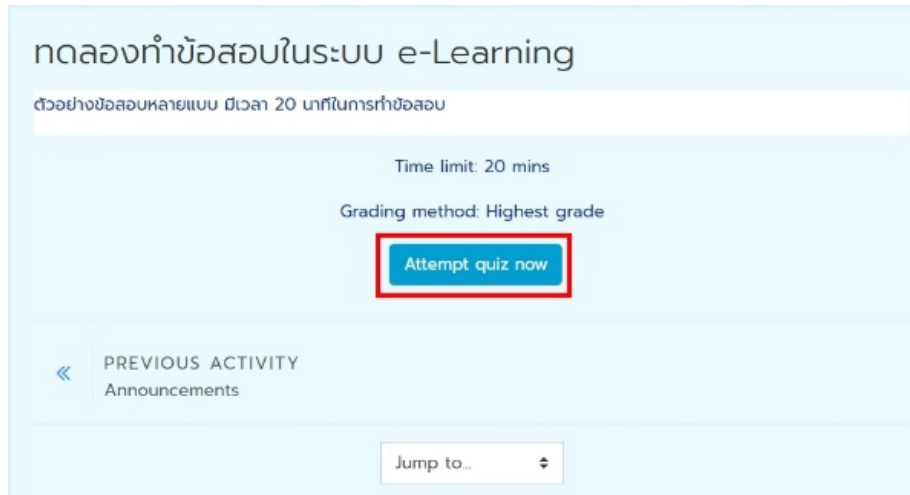 ทดลองทำข้อสอบในระบบ e-Learning
ตัวอย่างข้อสอบหลายแบบ มีเวลา 20 นาทีในการทำข้อสอบ
Time limit: 20 mins
Grading method: Highest grade
Attempt quiz now
PREVIOUS ACTIVITY
Announcements
Jump to...